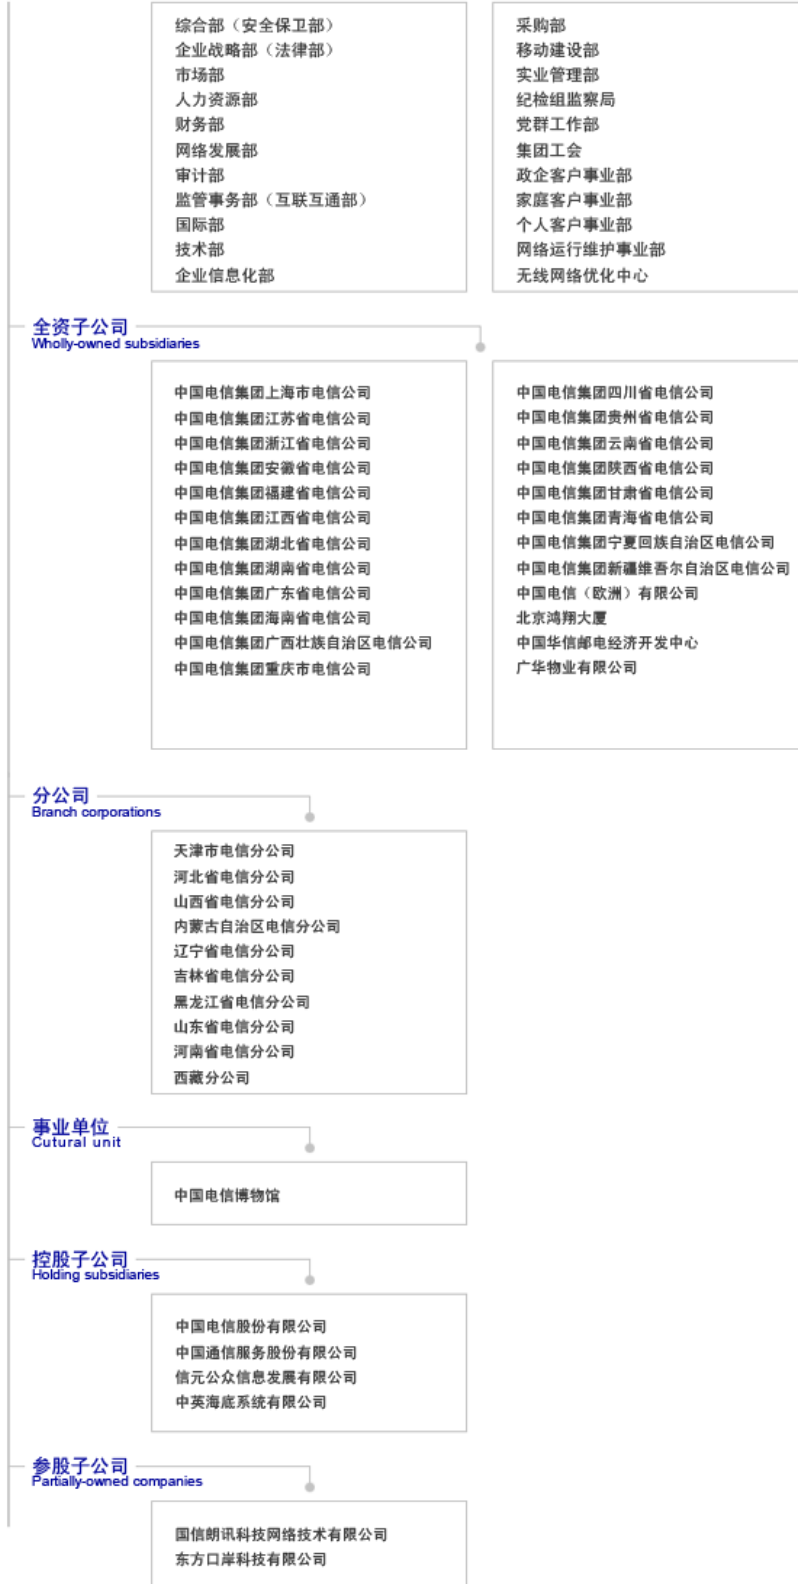 综合部（安全保卫部）
企业战略部（法律部）
市场部
人力资源部
财务部
网络发展部
审计部
监管事务部（互联互通部）
国际部
技术部
企业信息化部
采购部
移动建设部
实业管理部
纪检组监察局
党群工作部
集团工会
政企客户事业部
家庭客户事业部
个人客户事业部
网络运行维护事业部
无线网络优化中心
全资子公司
Wholly-owned subsidiaries
中国电信集团上海市电信公司
中国电信集团江苏省电信公司
中国电信集团浙江省电信公司
中国电信集团安徽省电信公司
中国电信集团福建省电信公司
中国电信集团江西省电信公司
中国电信集团湖北省电信公司
中国电信集团湖南省电信公司
中国电信集团广东省电信公司
中国电信集团海南省电信公司
中国电信集团广西壮族自治区电信公司
中国电信集团重庆市电信公司
中国电信集团四川省电信公司
中国电信集团贵州省电信公司
中国电信集团云南省电信公司
中国电信集团陕西省电信公司
中国电信集团甘肃省电信公司
中国电信集团青海省电信公司
中国电信集团宁夏回族自治区电信公司
中国电信集团新疆维吾尔自治区电信公司
中国电信（欧洲）有限公司
北京鸿翔大厦
中国华信邮电经济开发中心
广华物业有限公司
分公司
Branch corporations
天津市电信分公司
河北省电信分公司
山西省电信分公司
内蒙古自治区电信分公司
辽宁省电信分公司
吉林省电信分公司
黑龙江省电信分公司
山东省电信分公司
河南省电信分公司
西藏分公司
事业单位
Cutural unit
中国电信博物馆
控股子公司
Holding subsidiaries
中国电信股份有限公司
中国通信服务股份有限公司
信元公众信息发展有限公司
中英海底系统有限公司
参股子公司
Partially-owned companies
国信朗讯科技网络技术有限公司
东方口岸科技有限公司